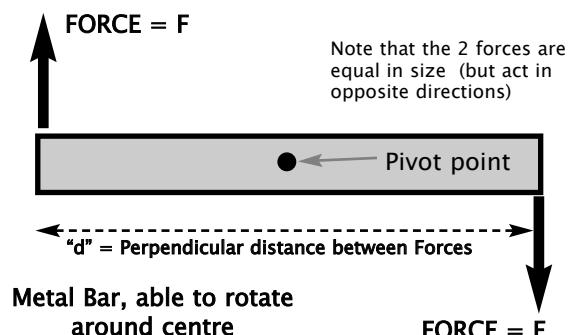 FORCE = F
Note that the 2 forces are
equal in size (but act in
opposite directions)
Pivot point
“d” = Perpendicular distance between Forces
Metal Bar, able to rotate
around centre
FORCE = F